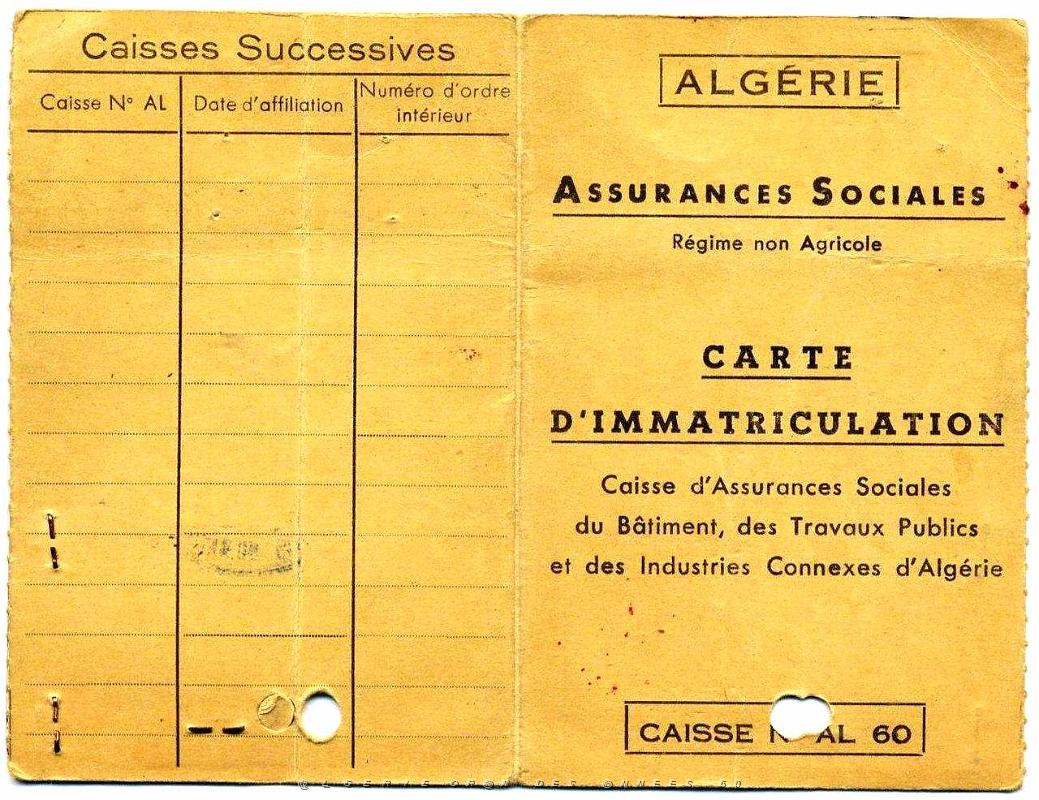 Caisses Successives
Caisse Nº AL
Date d'affiliation
Numéro d'ordre
intérieur
ALGÉRIE
ASSURANCES SOCIALES
Régime non Agricole
CARTE
D'IMMATRICULATION
Caisse d'Assurances Sociales
du Bâtiment, des Travaux Publics
et des Industries Connexes d'Algérie
CAISSE AL 60